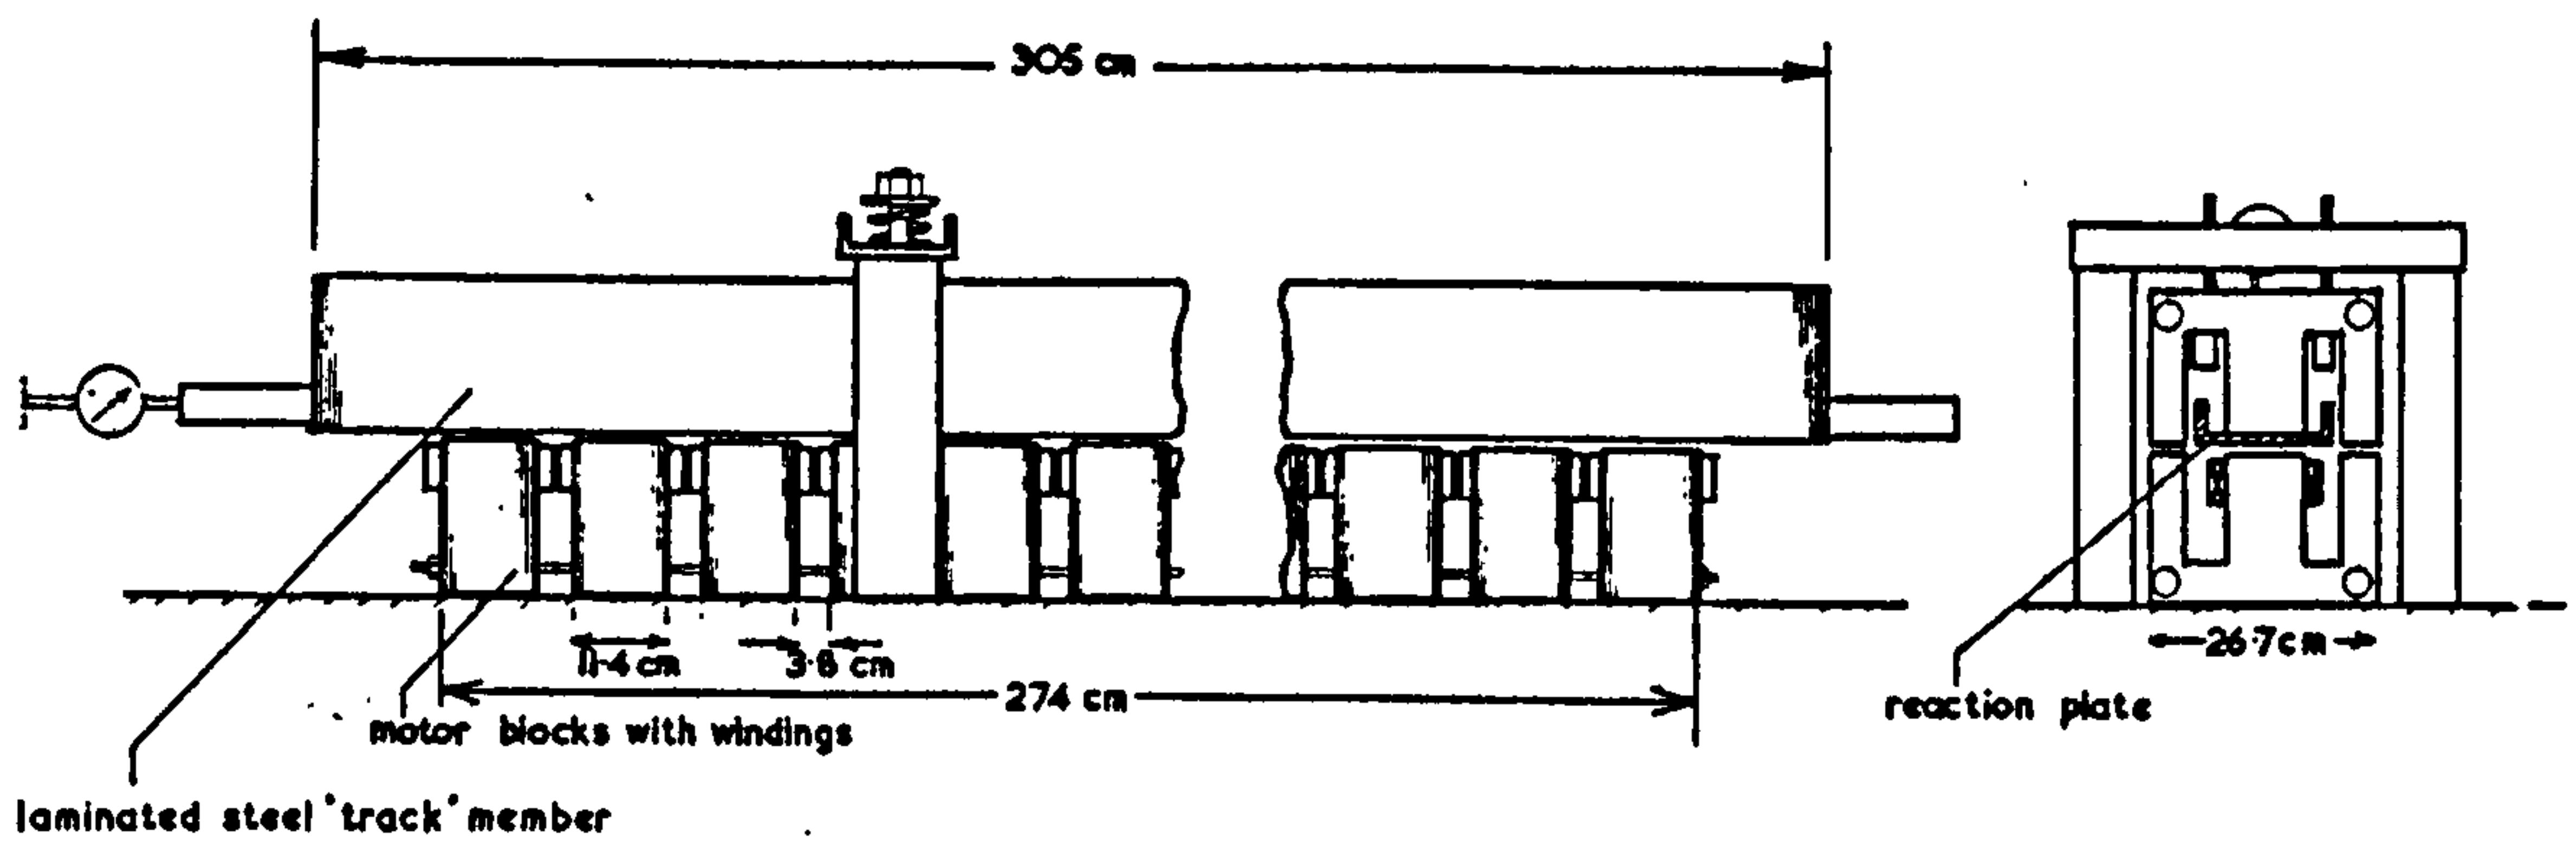 305 cm
11·4 cm
3·8 cm
26·7cm
274 cm
reaction plate
motor blocks with windings
laminated steel 'track' member